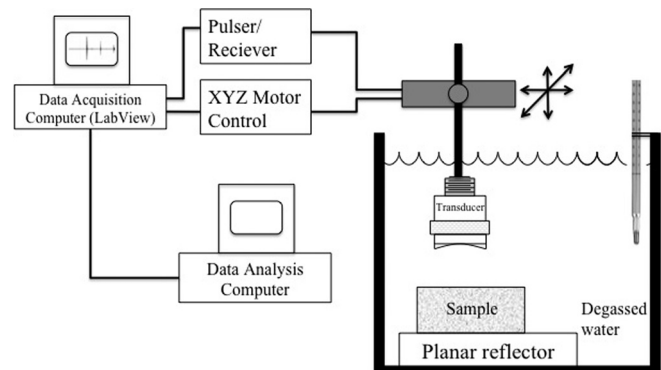 Pulser/
Reciever
Data Acquisition
Computer (LabView)
XYZ Motor
Control
Transducer
Data Analysis
Computer
Sample
Degassed
water
Planar reflector